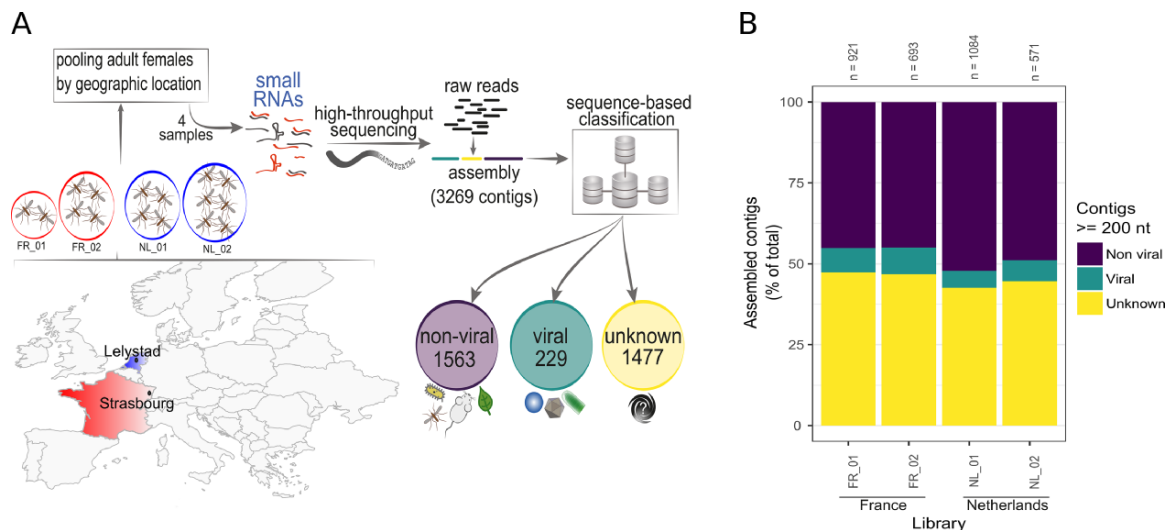 A
pooling adult females
by geographic location
4
samples
small
RNAs
high-throughput
sequencing
GATGATGATAG
raw reads
assembly
(3269 contigs)
sequence-based
classification
FR_01
FR_02
NL_01
NL_02
Lelystad
Strasbourg
non-viral
1563
viral
229
unknown
1477
?
B
n = 921
n = 693
n = 1084
n = 571
Assembled contigs
(% of total)
100
75
50
25
0
FR_01
FR_02
NL_01
NL_02
France
Netherlands
Library
Contigs
>= 200 nt
Non viral
Viral
Unknown